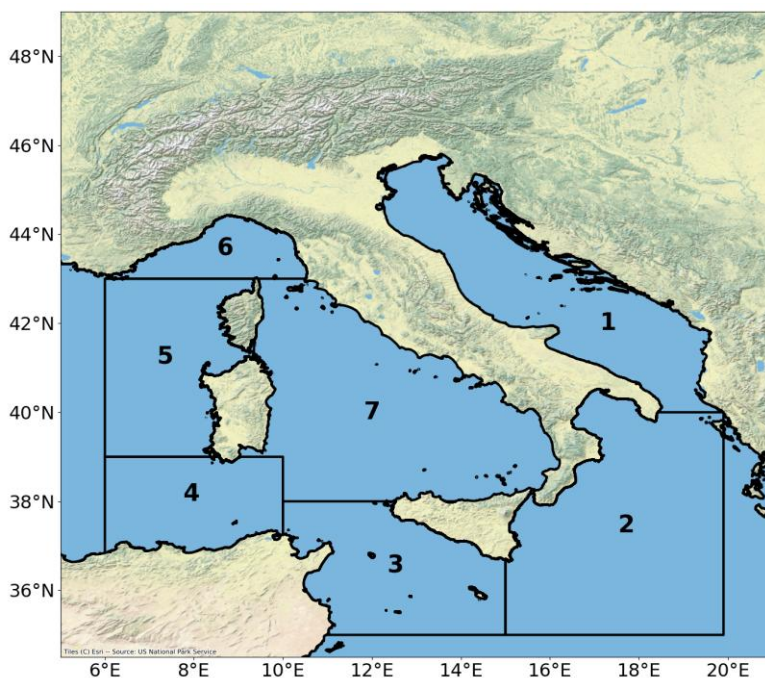 48°N
46°N
44°N
6
42°N
1
5
40°N
7
38°N
4
2
3
36°N
Tiles (C) Esri -- Source: US National Park Service
6°E 8°E 10°E 12°E 14°E 16°E 18°E 20°E